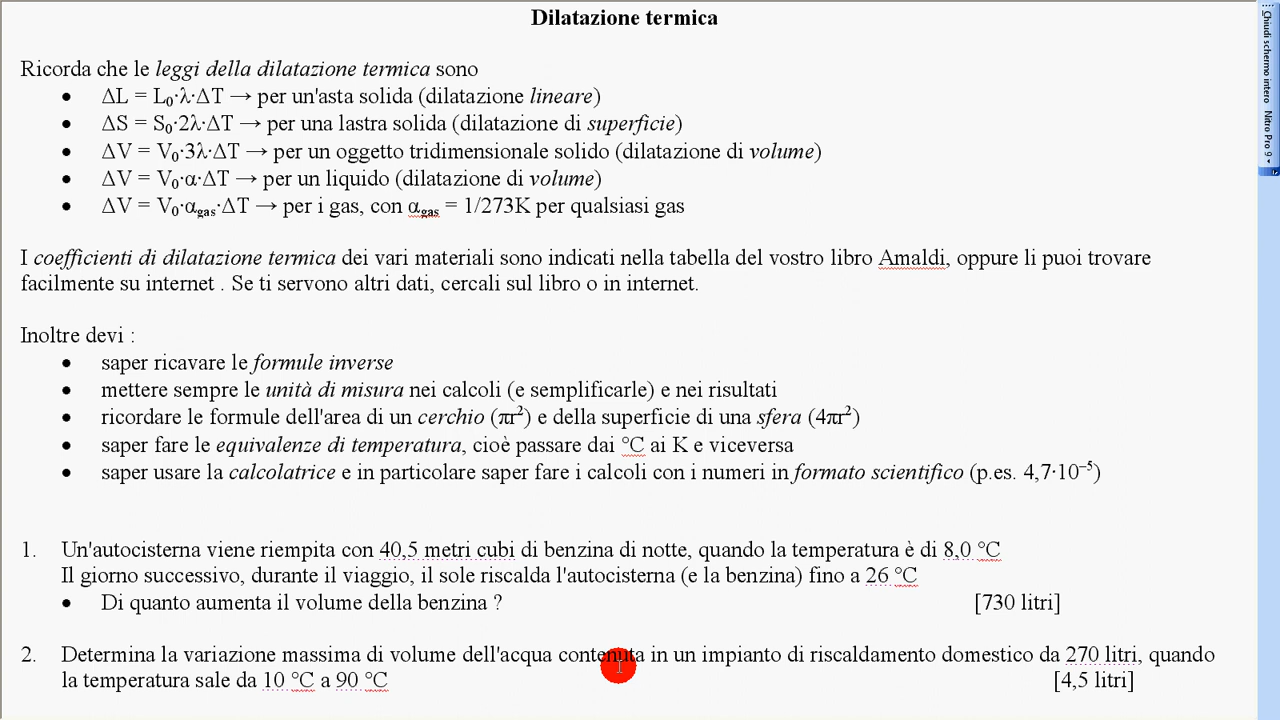 Dilatazione termica
Ricorda che le leggi della dilatazione termica sono
• ΔL = L₀·λ·ΔT → per un'asta solida (dilatazione lineare)
• ΔS = S₀·2λ·ΔT → per una lastra solida (dilatazione di superficie)
• ΔV = V₀·3λ·ΔT → per un oggetto tridimensionale solido (dilatazione di volume)
• ΔV = V₀·α·ΔT → per un liquido (dilatazione di volume)
• ΔV = V₀·αgas·ΔT → per i gas, con αgas = 1/273K per qualsiasi gas
I coefficienti di dilatazione termica dei vari materiali sono indicati nella tabella del vostro libro Amaldi, oppure li puoi trovare
facilmente su internet . Se ti servono altri dati, cercali sul libro o in internet.
Inoltre devi :
• saper ricavare le formule inverse
• mettere sempre le unità di misura nei calcoli (e semplificarle) e nei risultati
• ricordare le formule dell'area di un cerchio (πr²) e della superficie di una sfera (4πr²)
• saper fare le equivalenze di temperatura, cioè passare dai °C ai K e viceversa
• saper usare la calcolatrice e in particolare saper fare i calcoli con i numeri in formato scientifico (p.es. 4,7·10⁻⁵)
1. Un'autocisterna viene riempita con 40,5 metri cubi di benzina di notte, quando la temperatura è di 8,0 °C
Il giorno successivo, durante il viaggio, il sole riscalda l'autocisterna (e la benzina) fino a 26 °C
• Di quanto aumenta il volume della benzina ? [730 litri]
2. Determina la variazione massima di volume dell'acqua contenuta in un impianto di riscaldamento domestico da 270 litri, quando
la temperatura sale da 10 °C a 90 °C [4,5 litri]
Chiudi schermo intero Nitro Pro 9